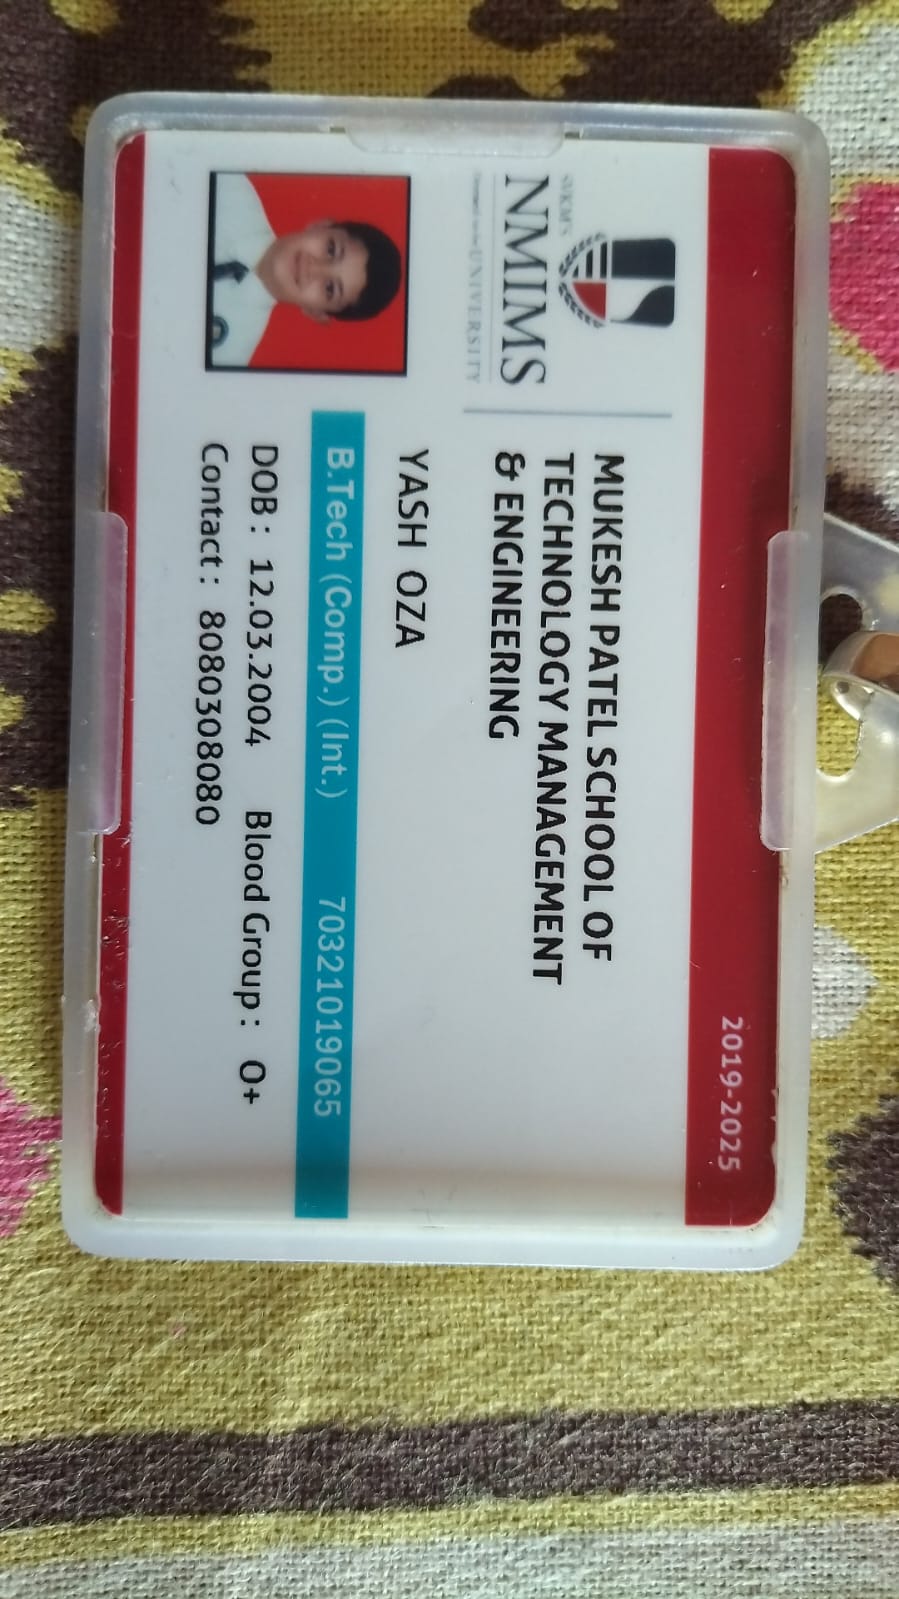 2019-2025
SVKM'S
NMIMS
UNIVERSITY
MUKESH PATEL SCHOOL OF
TECHNOLOGY MANAGEMENT
& ENGINEERING
YASH OZA
B.Tech (Comp.) (Int.) 70321019065
DOB : 12.03.2004 Blood Group : O+
Contact : 8080308080